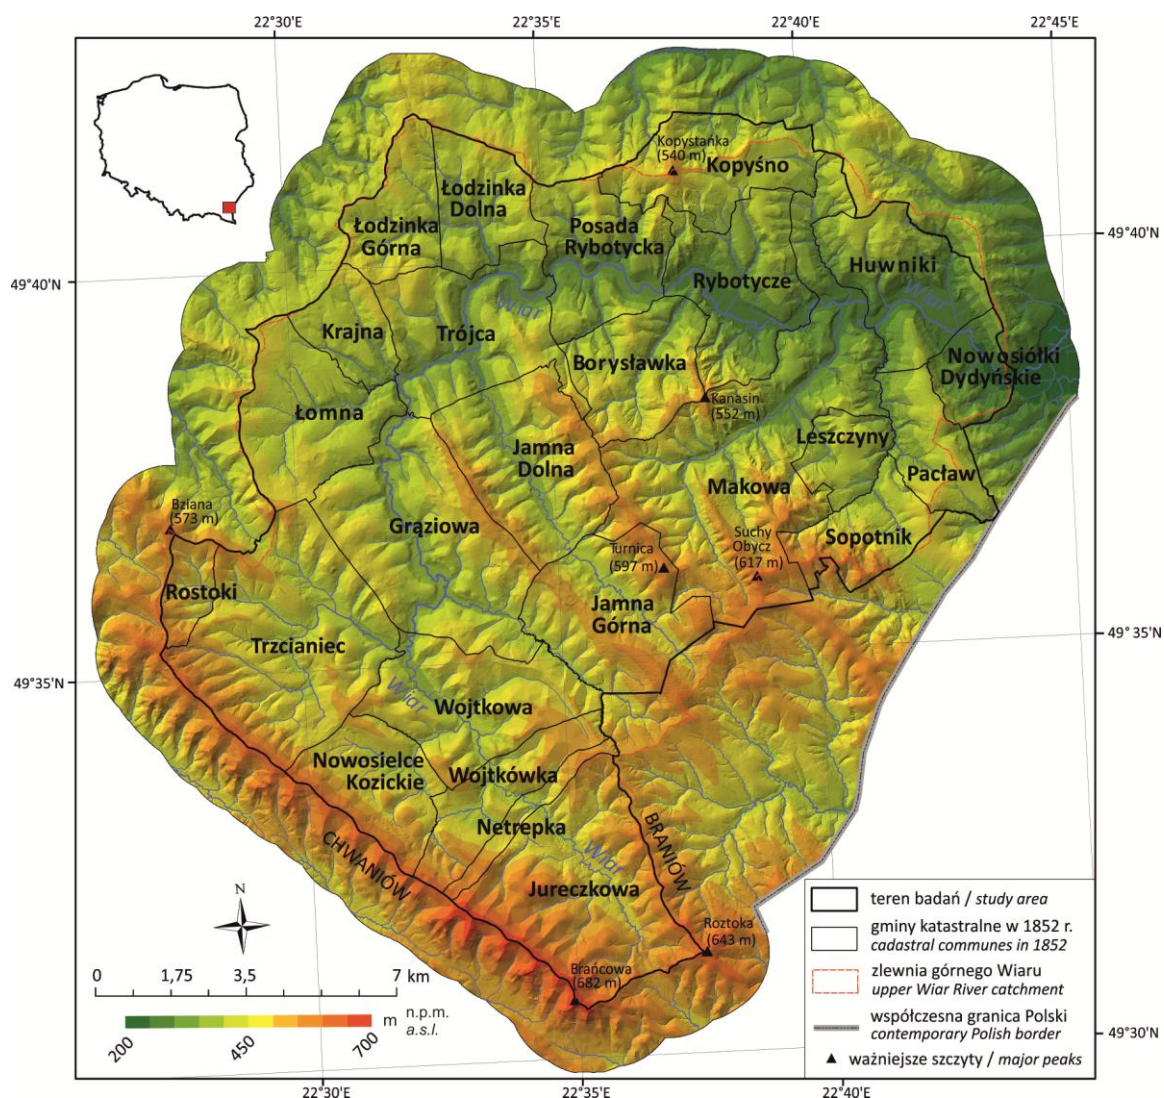 22°30'E
22°35'E
22°40'E
22°45'E
Kopystańka
(540 m)
Kopyśno
Łodzinka
Dolna
Łodzinka
Górna
Posada
Rybotycka
49°40'N
Huwniki
Rybotycze
49°40'N
Wiar
Wiar
Krajna
Trójca
Borysławka
Nowosiółki
Dydyńskie
Łomna
Kanasin
(552 m)
Leszczyny
Jamna
Dolna
Pacław
Makowa
Bziana
(573 m)
Grąziowa
Suchy
Obycz
(617 m)
Sopotnik
Turnica
(597 m)
Rostoki
Jamna
Górna
Trzcianiec
49°35'N
49°35'N
Wiar
Wojtkowa
Nowosielce
Kozickie
Wojtkówka
Netrepka
BRANIÓW
CHWANIÓW
Wiar
Jureczkowa
Roztoka
(643 m)
Brańcowa
(682 m)
N
0 1,75 3,5 7 km
m n.p.m.
a.s.l.
200 450 700
teren badań / study area
gminy katastralne w 1852 r.
cadastral communes in 1852
zlewnia górnego Wiaru
upper Wiar River catchment
współczesna granica Polski
contemporary Polish border
ważniejsze szczyty / major peaks
49°30'N
22°30'E
22°35'E
22°40'E